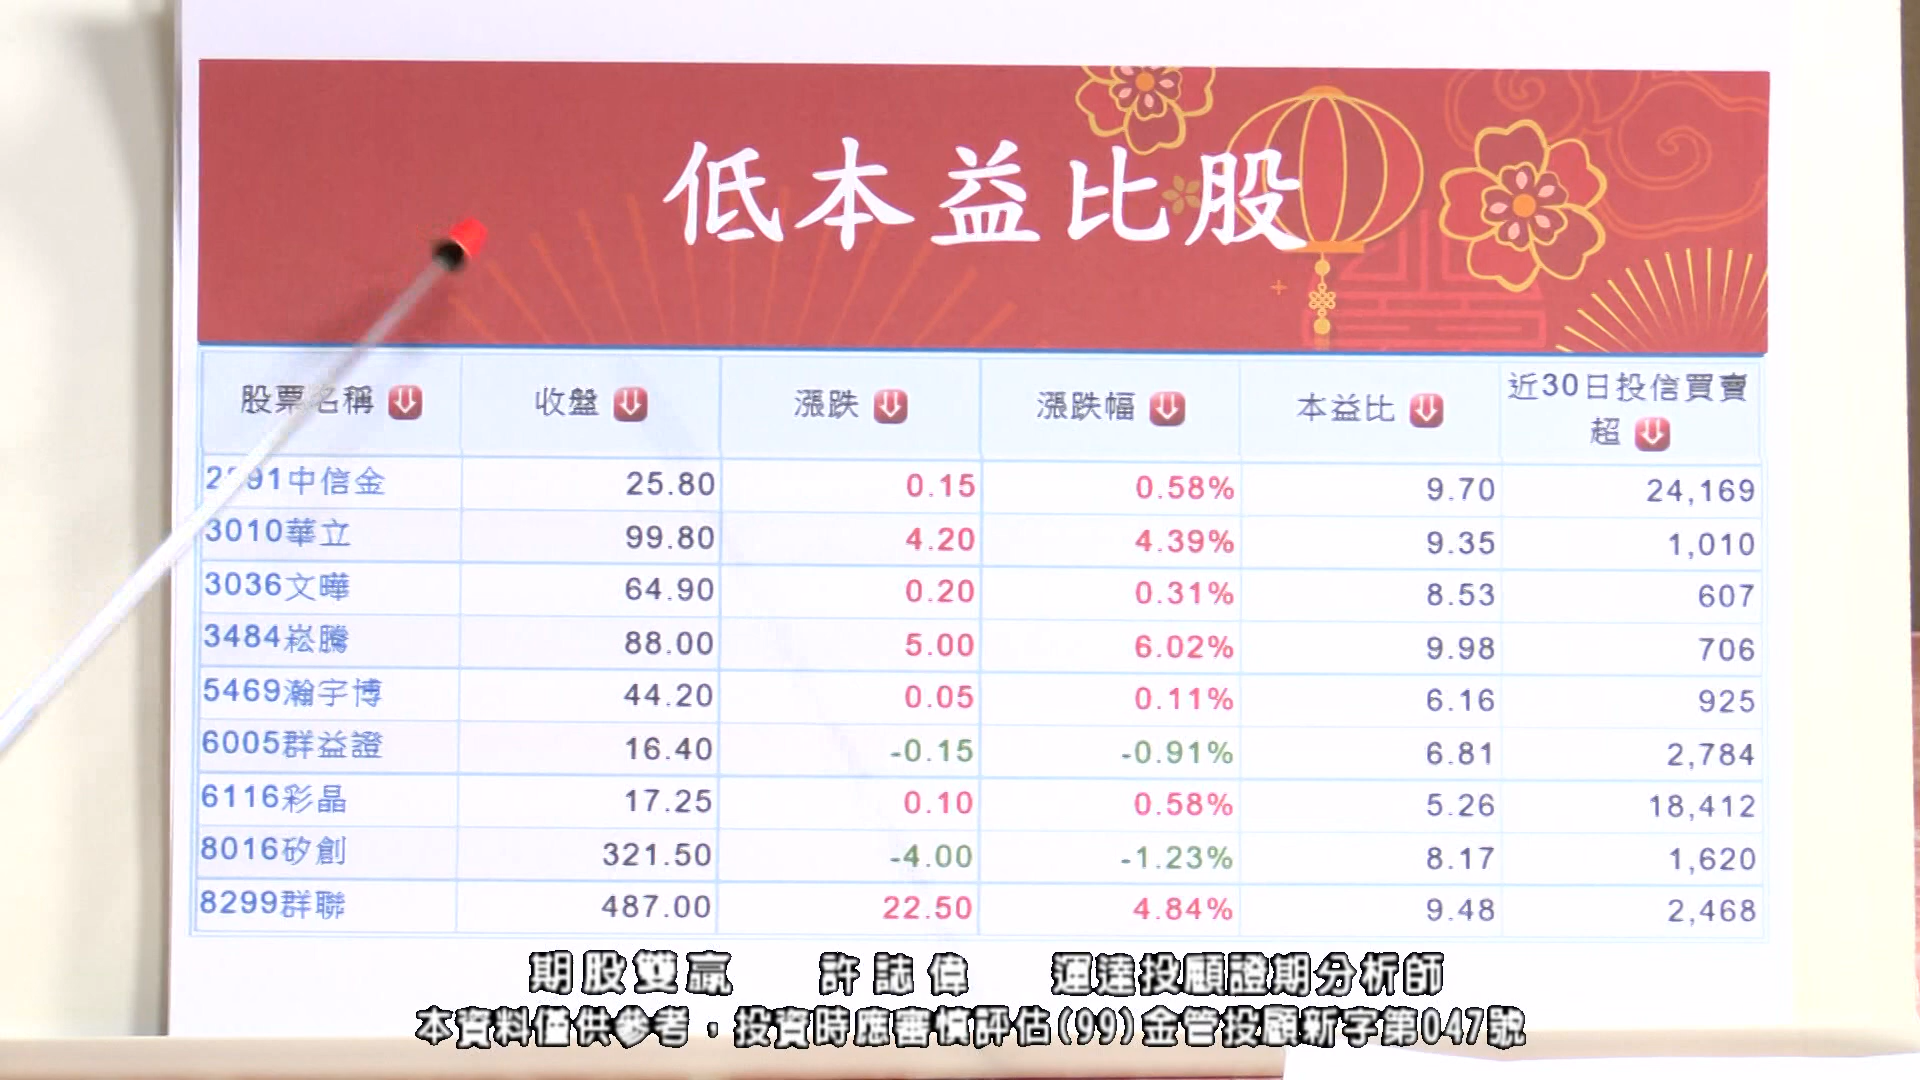 低本益比股
股票名稱 收盤 漲跌 漲跌幅 本益比 近30日投信買賣超
2891中信金 25.80 0.15 0.58% 9.70 24,169
3010華立 99.80 4.20 4.39% 9.35 1,010
3036文曄 64.90 0.20 0.31% 8.53 607
3484崧騰 88.00 5.00 6.02% 9.98 706
5469瀚宇博 44.20 0.05 0.11% 6.16 925
6005群益證 16.40 -0.15 -0.91% 6.81 2,784
6116彩晶 17.25 0.10 0.58% 5.26 18,412
8016矽創 321.50 -4.00 -1.23% 8.17 1,620
8299群聯 487.00 22.50 4.84% 9.48 2,468
期股雙贏 許誌偉 運達投顧證期分析師
本資料僅供參考，投資時應審慎評估(99)金管投顧新字第047號